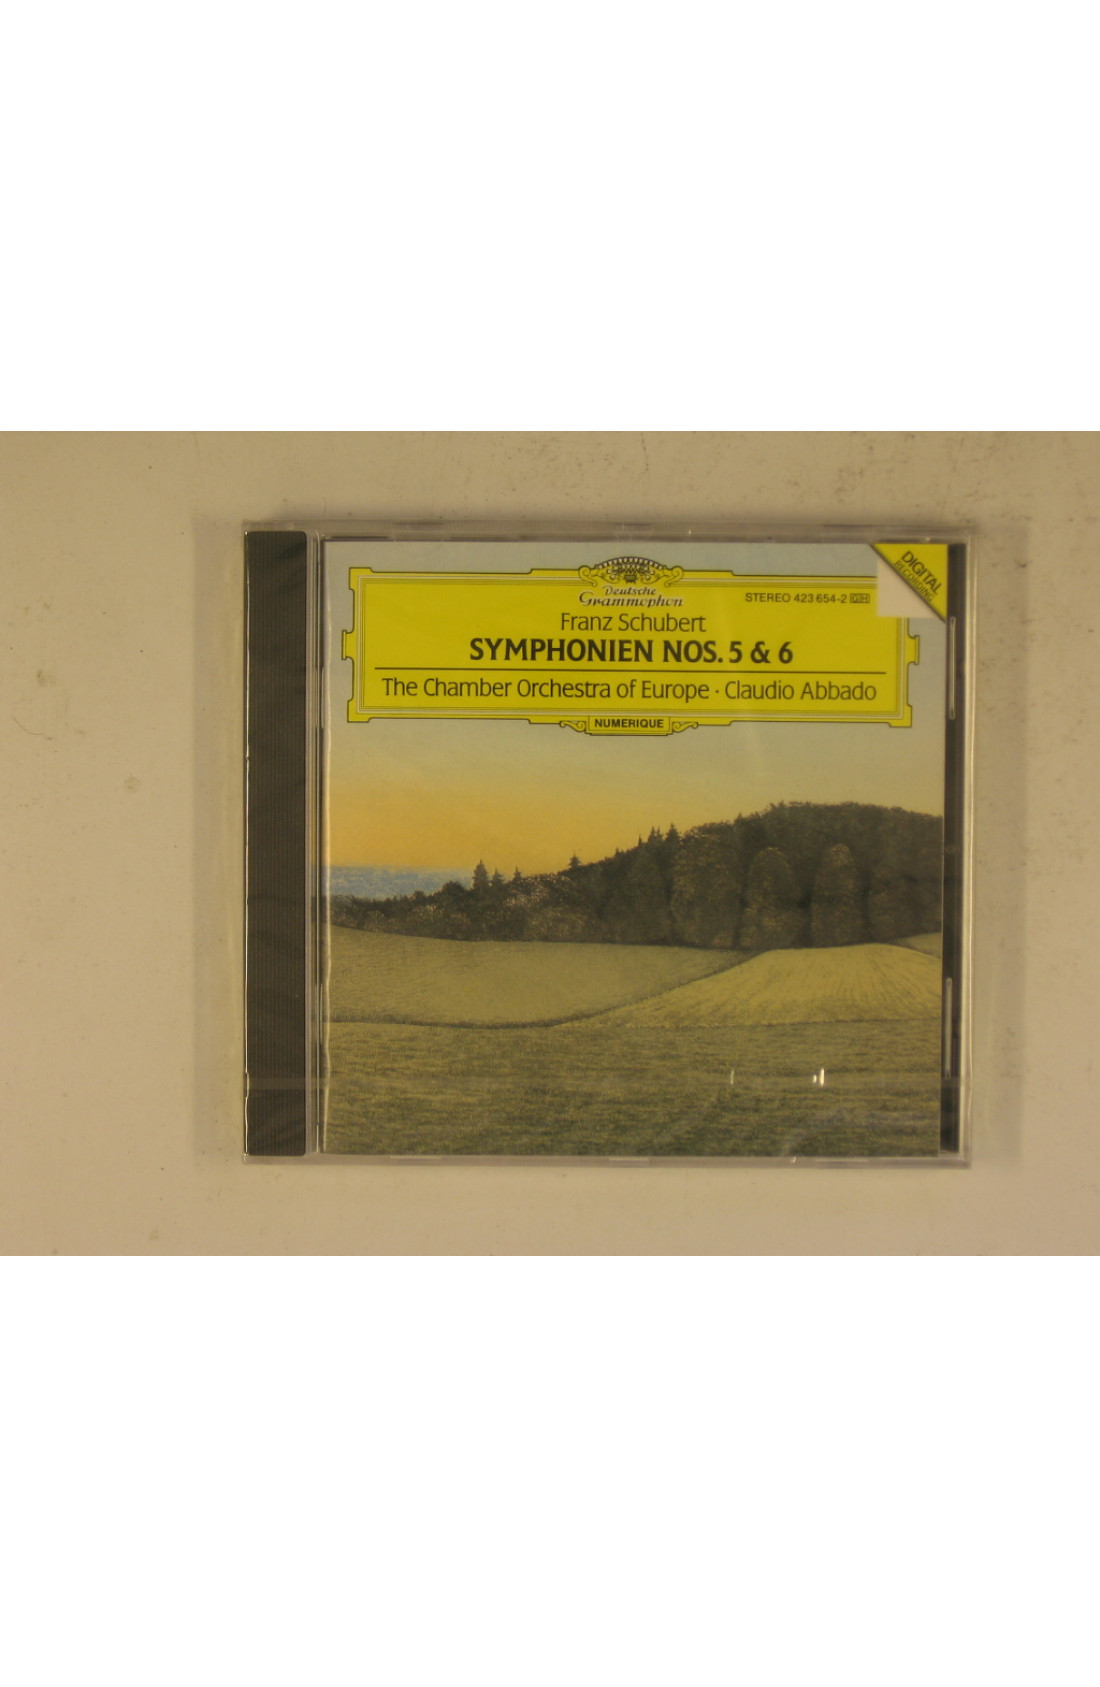 Deutsche
Grammophon
STEREO 423 654-2 GH
DIGITAL
RECORDING
Franz Schubert
SYMPHONIEN NOS. 5 & 6
The Chamber Orchestra of Europe · Claudio Abbado
NUMERIQUE